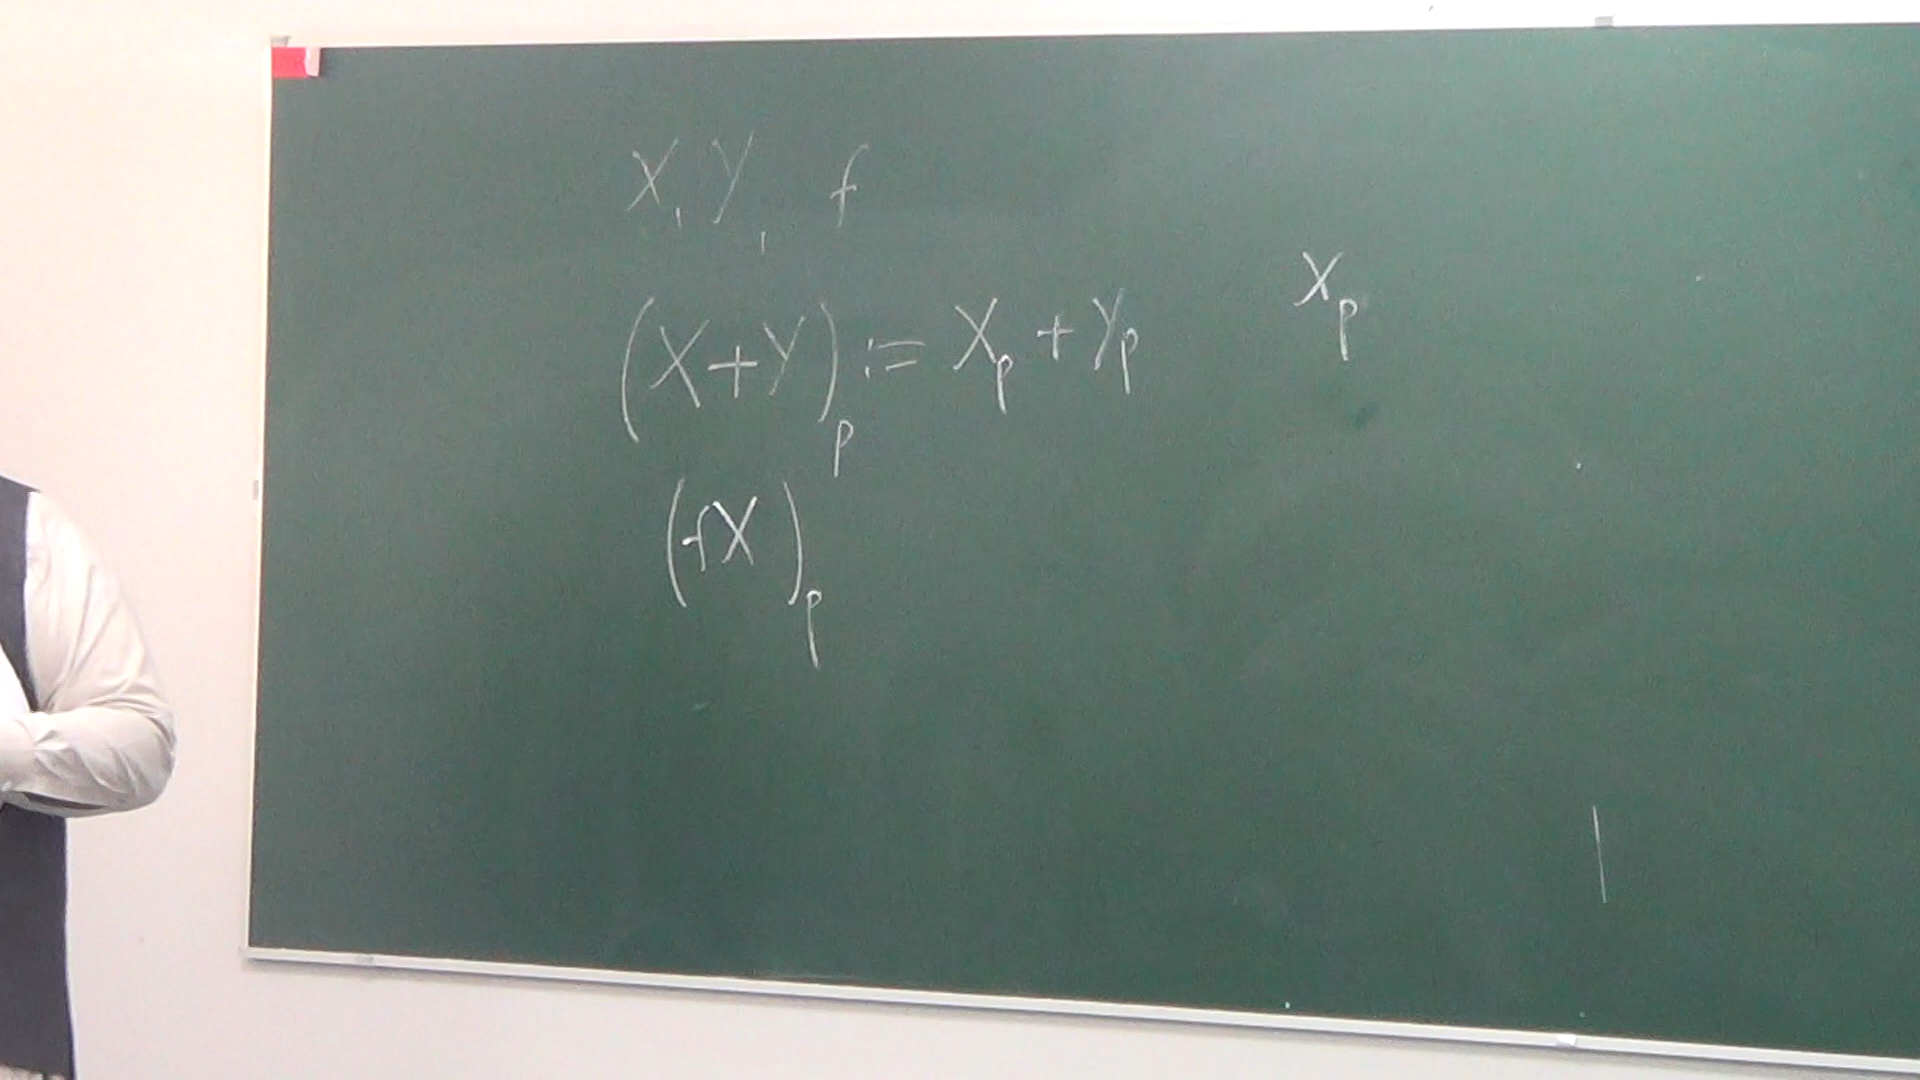 X, Y, f
X_p
(X+Y)_p := X_p + Y_p
(fX)_p